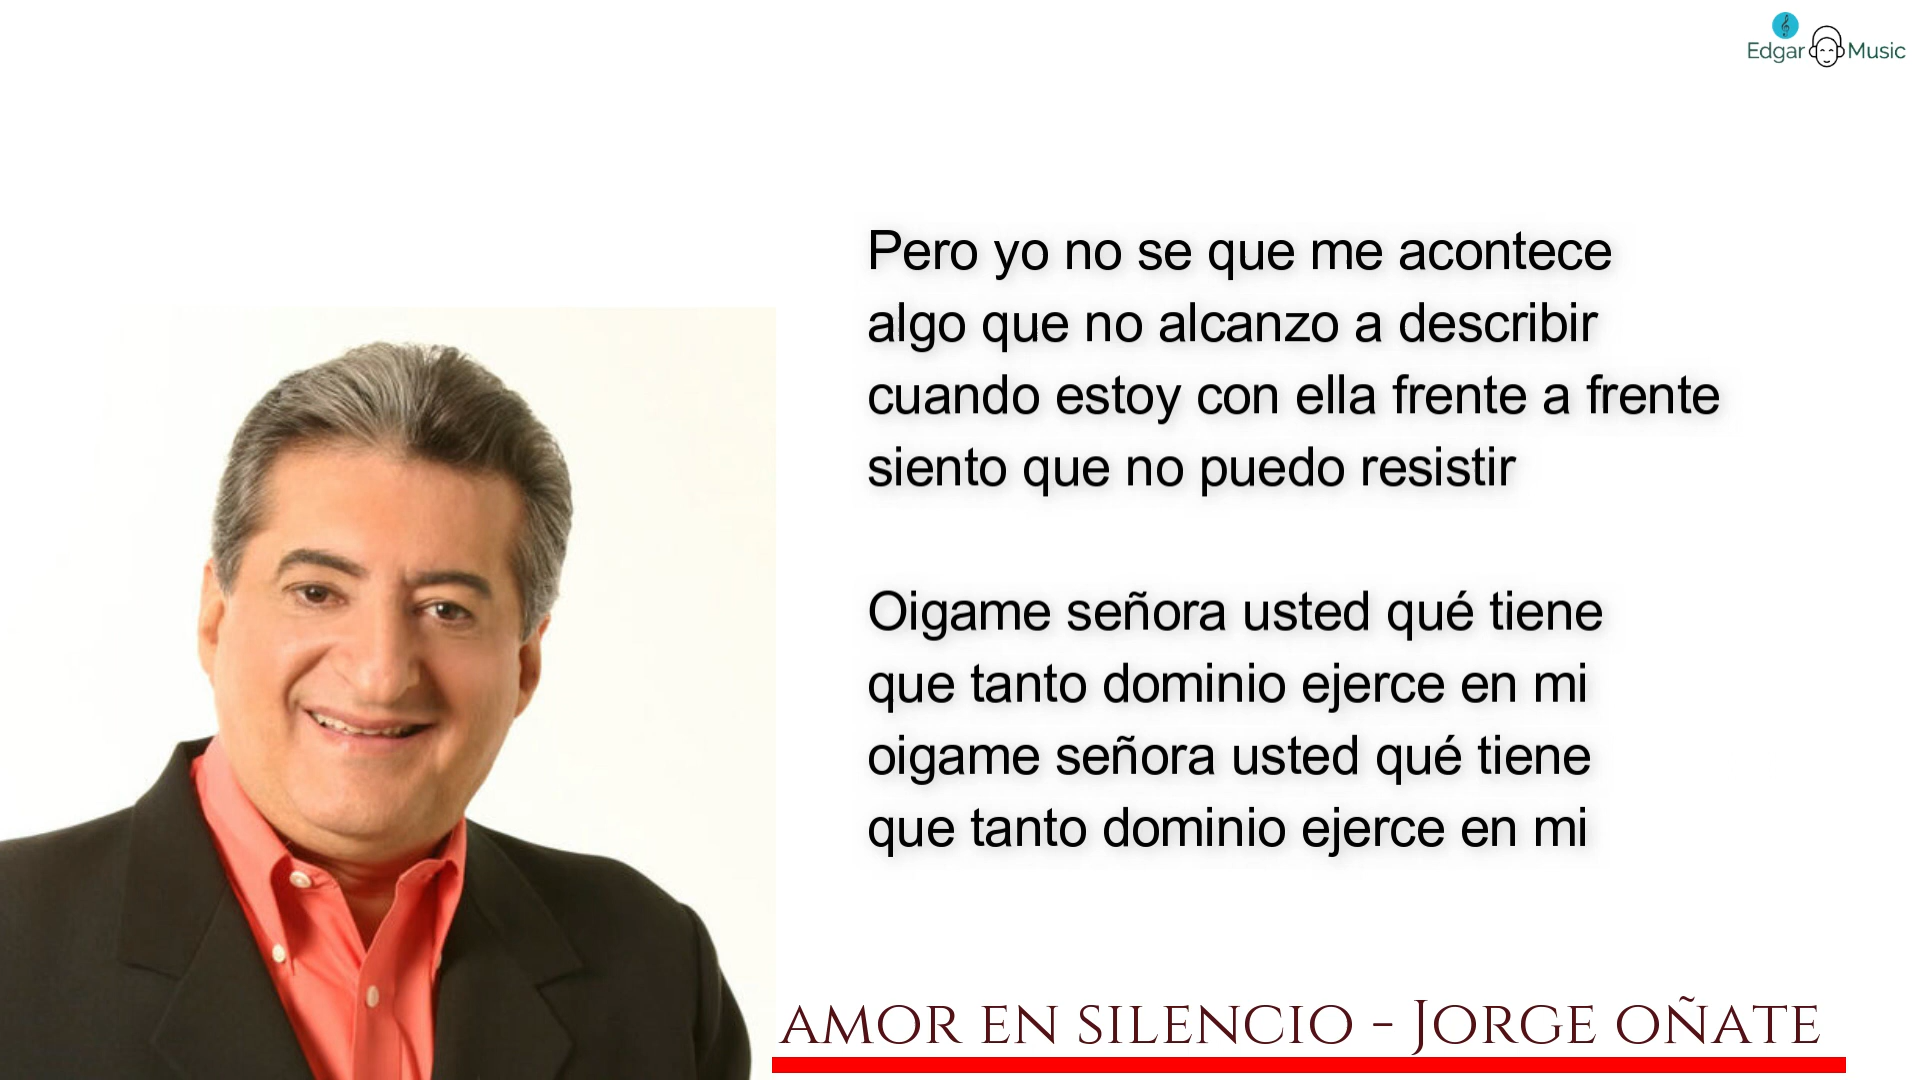 Edgar Music
Pero yo no se que me acontece
algo que no alcanzo a describir
cuando estoy con ella frente a frente
siento que no puedo resistir
Oigame señora usted qué tiene
que tanto dominio ejerce en mi
oigame señora usted qué tiene
que tanto dominio ejerce en mi
AMOR EN SILENCIO - JORGE OÑATE